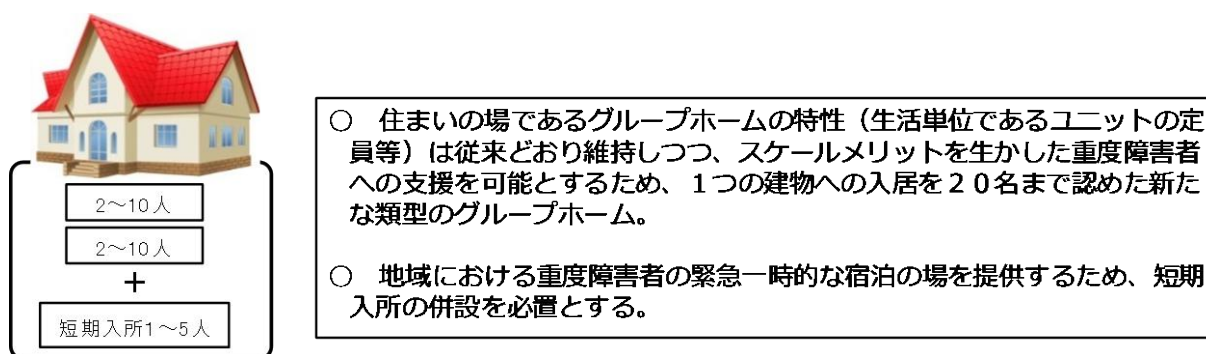 2～10人
2～10人
+
短期入所1～5人
○　住まいの場であるグループホームの特性（生活単位であるユニットの定
員等）は従来どおり維持しつつ、スケールメリットを生かした重度障害者
への支援を可能とするため、１つの建物への入居を２０名まで認めた新た
な類型のグループホーム。
○　地域における重度障害者の緊急一時的な宿泊の場を提供するため、短期
入所の併設を必置とする。